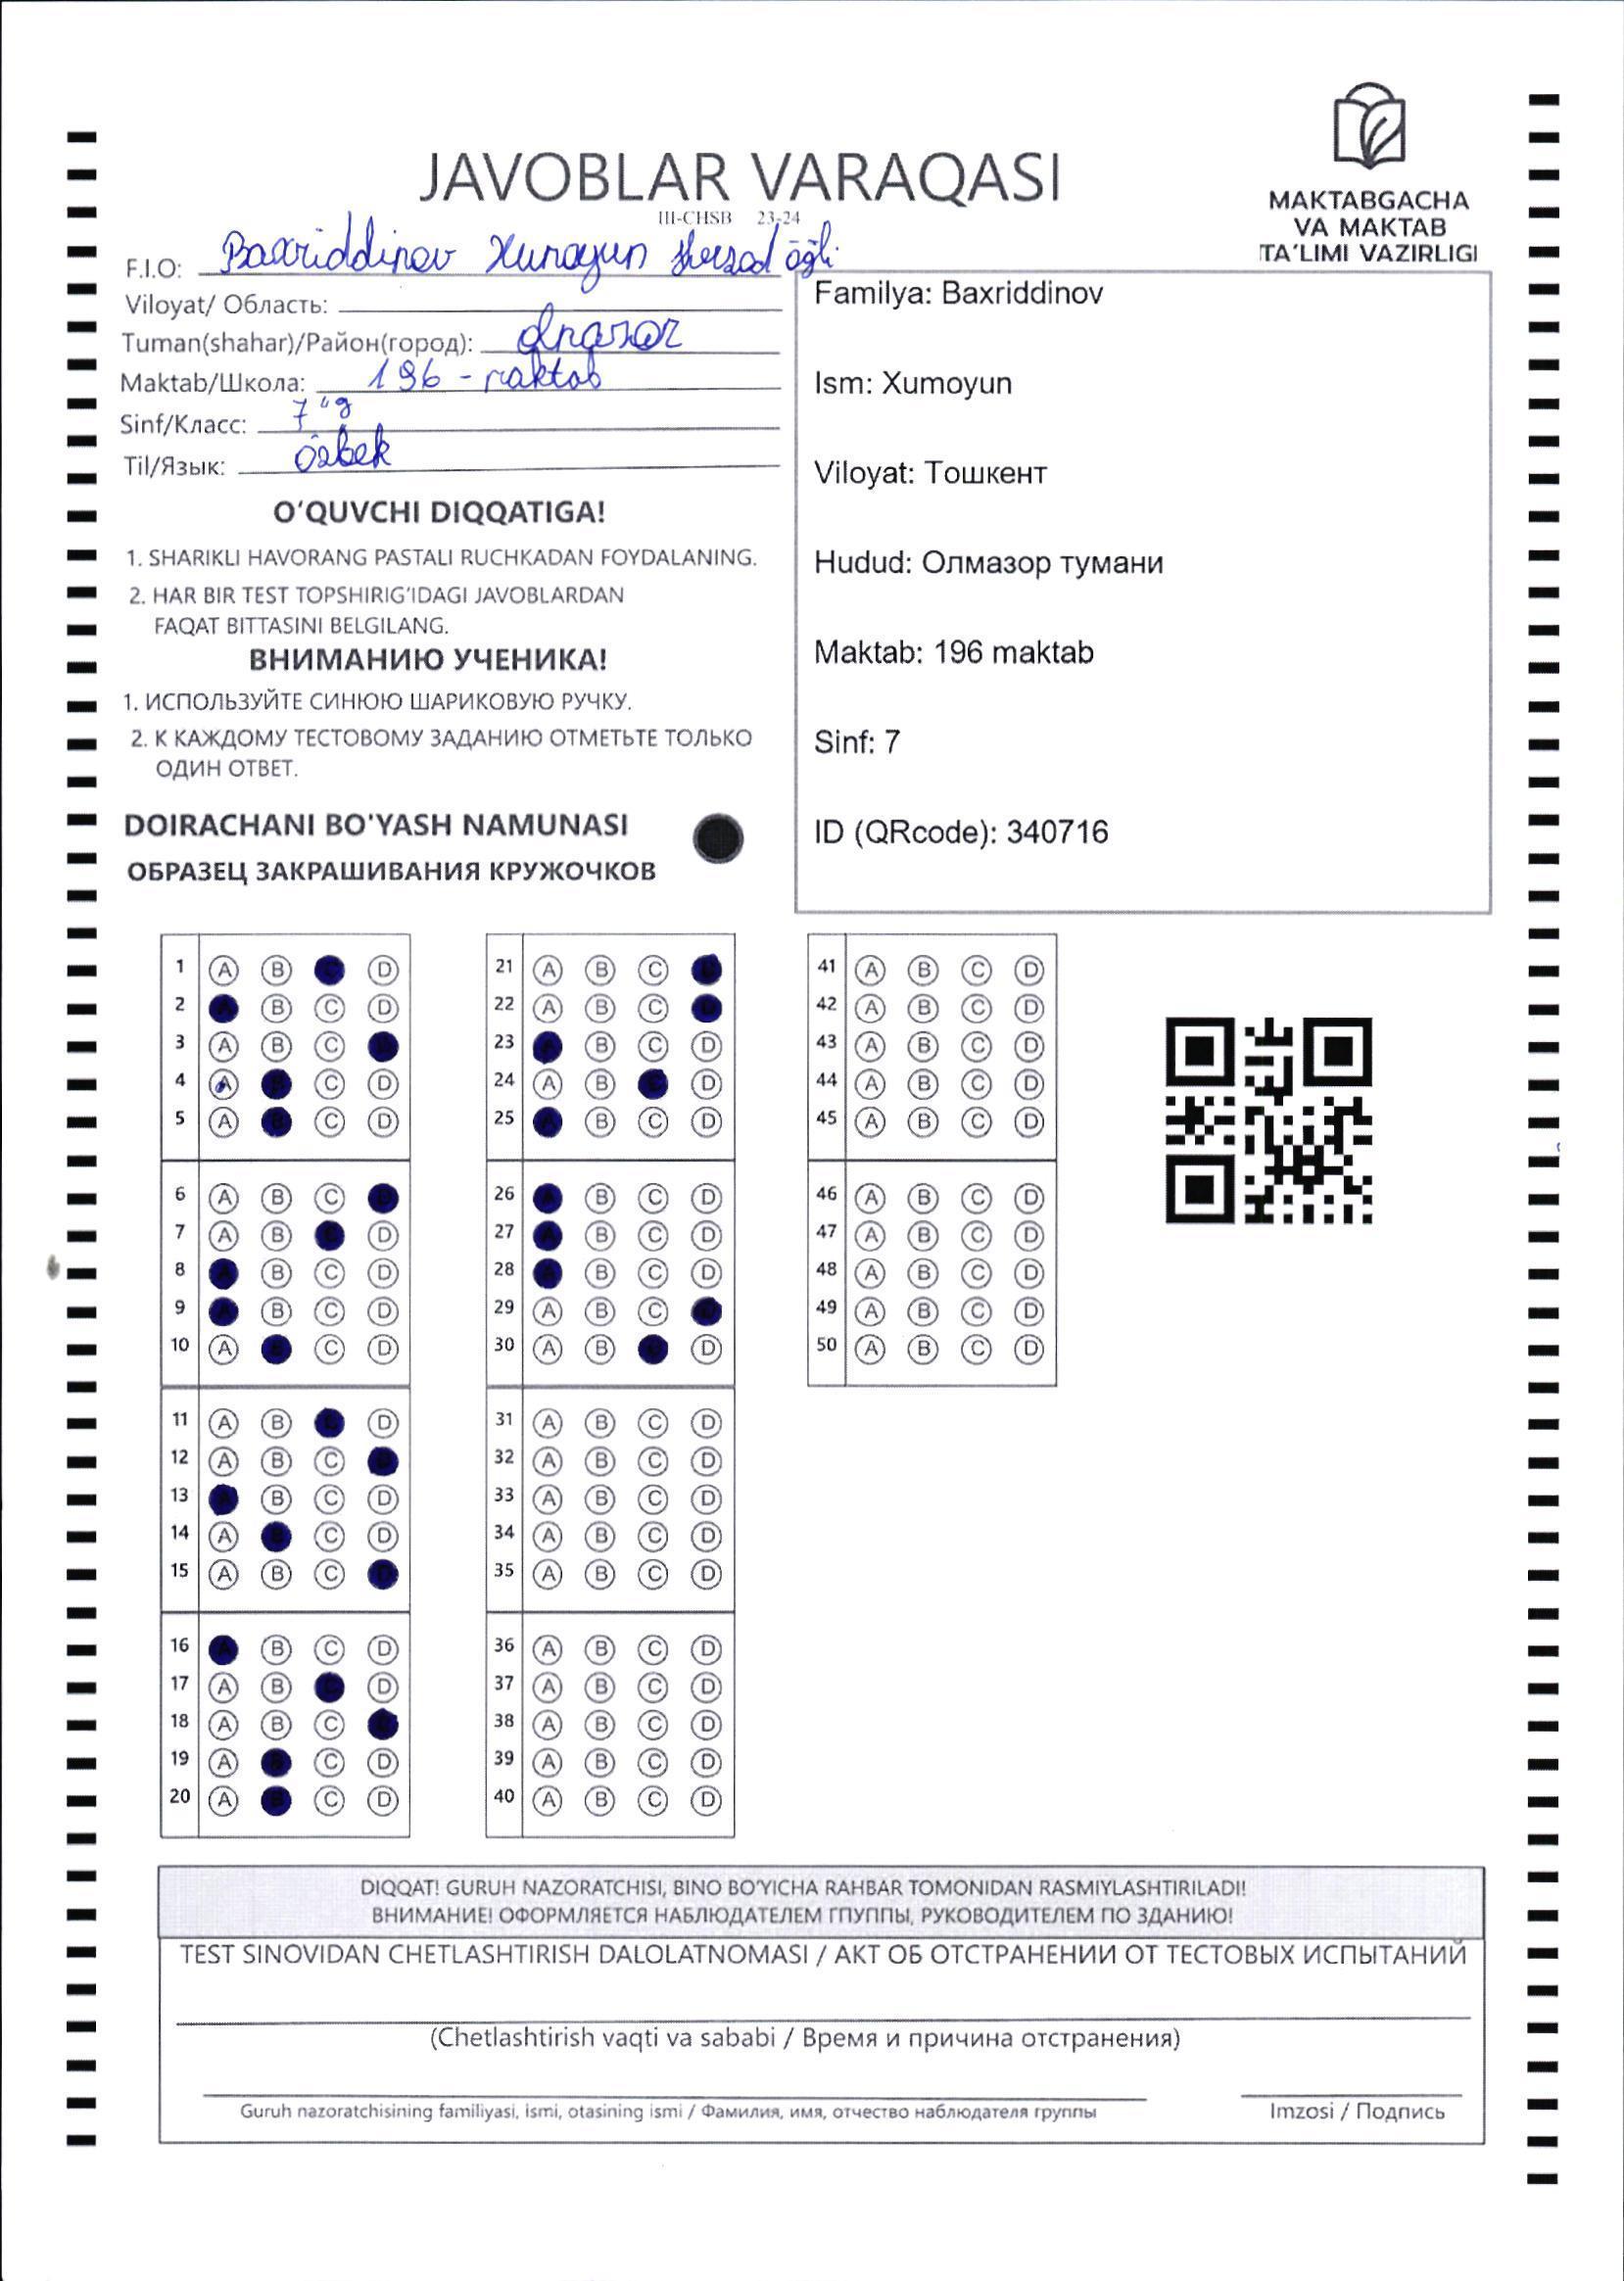 JAVOBLAR VARAQASI
III-CHSB 23-24
MAKTABGACHA
VA MAKTAB
TA'LIMI VAZIRLIGI
F.I.O: Baxriddinov Xumoyun Sherzod o'g'li
Viloyat/ Область:
Tuman(shahar)/Район(город): Olmazor
Maktab/Школа: 196 - maktab
Sinf/Класс: 7 "g
Til/Язык: O'zbek
Familya: Baxriddinov
Ism: Xumoyun
Viloyat: Тошкент
Hudud: Олмазор тумани
Maktab: 196 maktab
Sinf: 7
ID (QRcode): 340716
O'QUVCHI DIQQATIGA!
1. SHARIKLI HAVORANG PASTALI RUCHKADAN FOYDALANING.
2. HAR BIR TEST TOPSHIRIG'IDAGI JAVOBLARDAN
FAQAT BITTASINI BELGILANG.
ВНИМАНИЮ УЧЕНИКА!
1. ИСПОЛЬЗУЙТЕ СИНЮЮ ШАРИКОВУЮ РУЧКУ.
2. К КАЖДОМУ ТЕСТОВОМУ ЗАДАНИЮ ОТМЕТЬТЕ ТОЛЬКО
ОДИН ОТВЕТ.
DOIRACHANI BO'YASH NAMUNASI
ОБРАЗЕЦ ЗАКРАШИВАНИЯ КРУЖОЧКОВ
1 A B C D
2 A B C D
3 A B C D
4 A B C D
5 A B C D
6 A B C D
7 A B C D
8 A B C D
9 A B C D
10 A B C D
11 A B C D
12 A B C D
13 A B C D
14 A B C D
15 A B C D
16 A B C D
17 A B C D
18 A B C D
19 A B C D
20 A B C D
21 A B C D
22 A B C D
23 A B C D
24 A B C D
25 A B C D
26 A B C D
27 A B C D
28 A B C D
29 A B C D
30 A B C D
31 A B C D
32 A B C D
33 A B C D
34 A B C D
35 A B C D
36 A B C D
37 A B C D
38 A B C D
39 A B C D
40 A B C D
41 A B C D
42 A B C D
43 A B C D
44 A B C D
45 A B C D
46 A B C D
47 A B C D
48 A B C D
49 A B C D
50 A B C D
DIQQAT! GURUH NAZORATCHISI, BINO BO'YICHA RAHBAR TOMONIDAN RASMIYLASHTIRILADI!
ВНИМАНИЕ! ОФОРМЛЯЕТСЯ НАБЛЮДАТЕЛЕМ ГПУППЫ, РУКОВОДИТЕЛЕМ ПО ЗДАНИЮ!
TEST SINOVIDAN CHETLASHTIRISH DALOLATNOMASI / АКТ ОБ ОТСТРАНЕНИИ ОТ ТЕСТОВЫХ ИСПЫТАНИЙ
(Chetlashtirish vaqti va sababi / Время и причина отстранения)
Guruh nazoratchisining familiyasi, ismi, otasining ismi / Фамилия, имя, отчество наблюдателя группы
Imzosi / Подпись